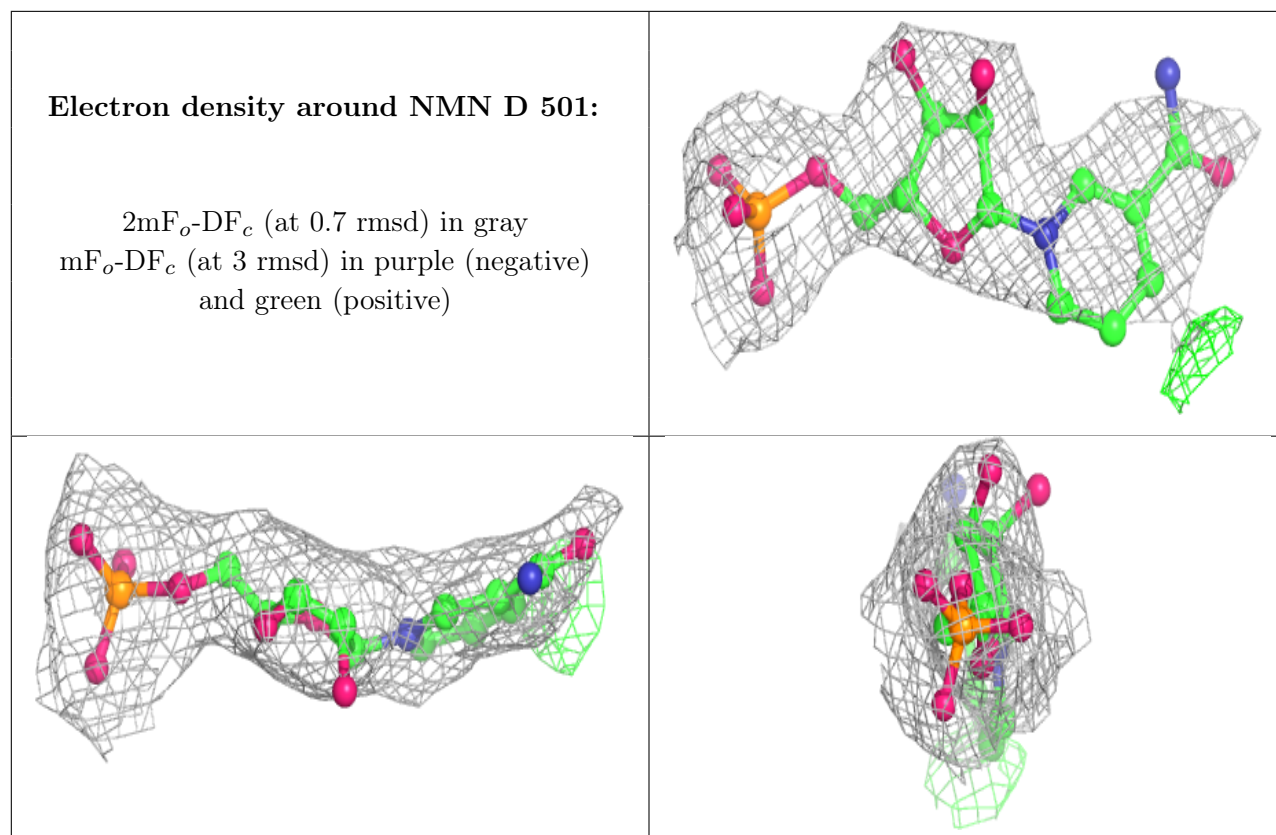 Electron density around NMN D 501:
2mFo-DFc (at 0.7 rmsd) in gray
mFo-DFc (at 3 rmsd) in purple (negative)
and green (positive)